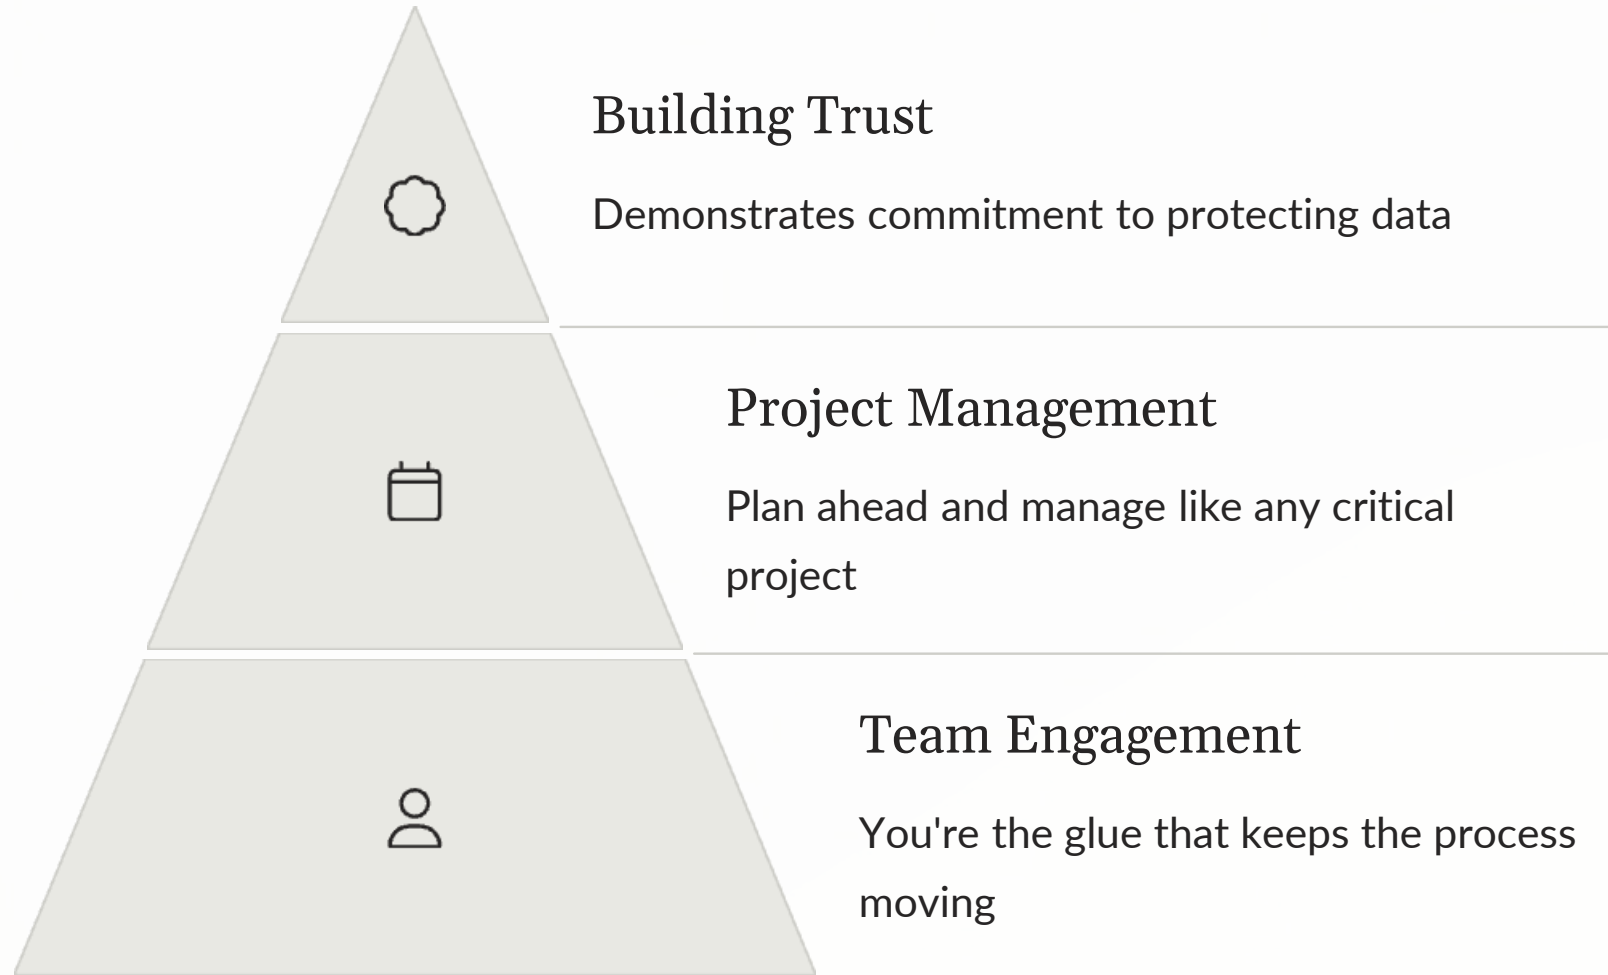 Building Trust
Demonstrates commitment to protecting data
Project Management
Plan ahead and manage like any critical
project
Team Engagement
You're the glue that keeps the process
moving